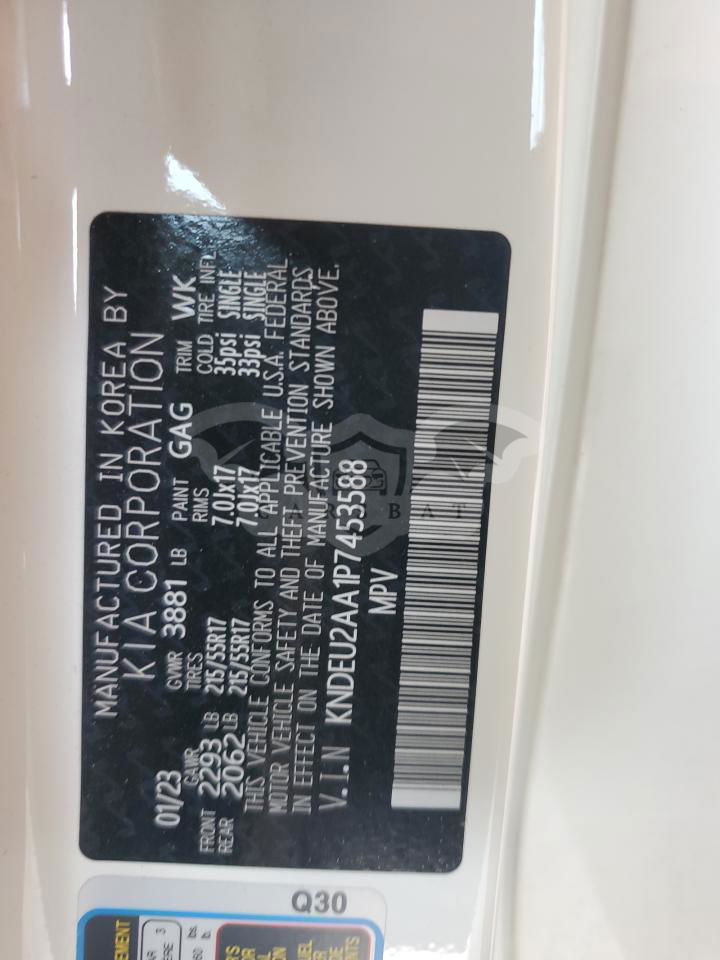 MANUFACTURED IN KOREA BY
KIA CORPORATION
01/23 GVWR 3881 LB PAINT GAG TRIM WK
GAWR TIRES RIMS COLD TIRE INFL
FRONT 2293 LB 215/55R17 7.0Jx17 35psi SINGLE
REAR 2062 LB 215/55R17 7.0Jx17 33psi SINGLE
THIS VEHICLE CONFORMS TO ALL APPLICABLE U.S.A. FEDERAL
MOTOR VEHICLE SAFETY AND THEFT PREVENTION STANDARDS
IN EFFECT ON THE DATE OF MANUFACTURE SHOWN ABOVE.
V.I.N KNDEU2AA1P7453588
MPV
CARSBAT
Q30